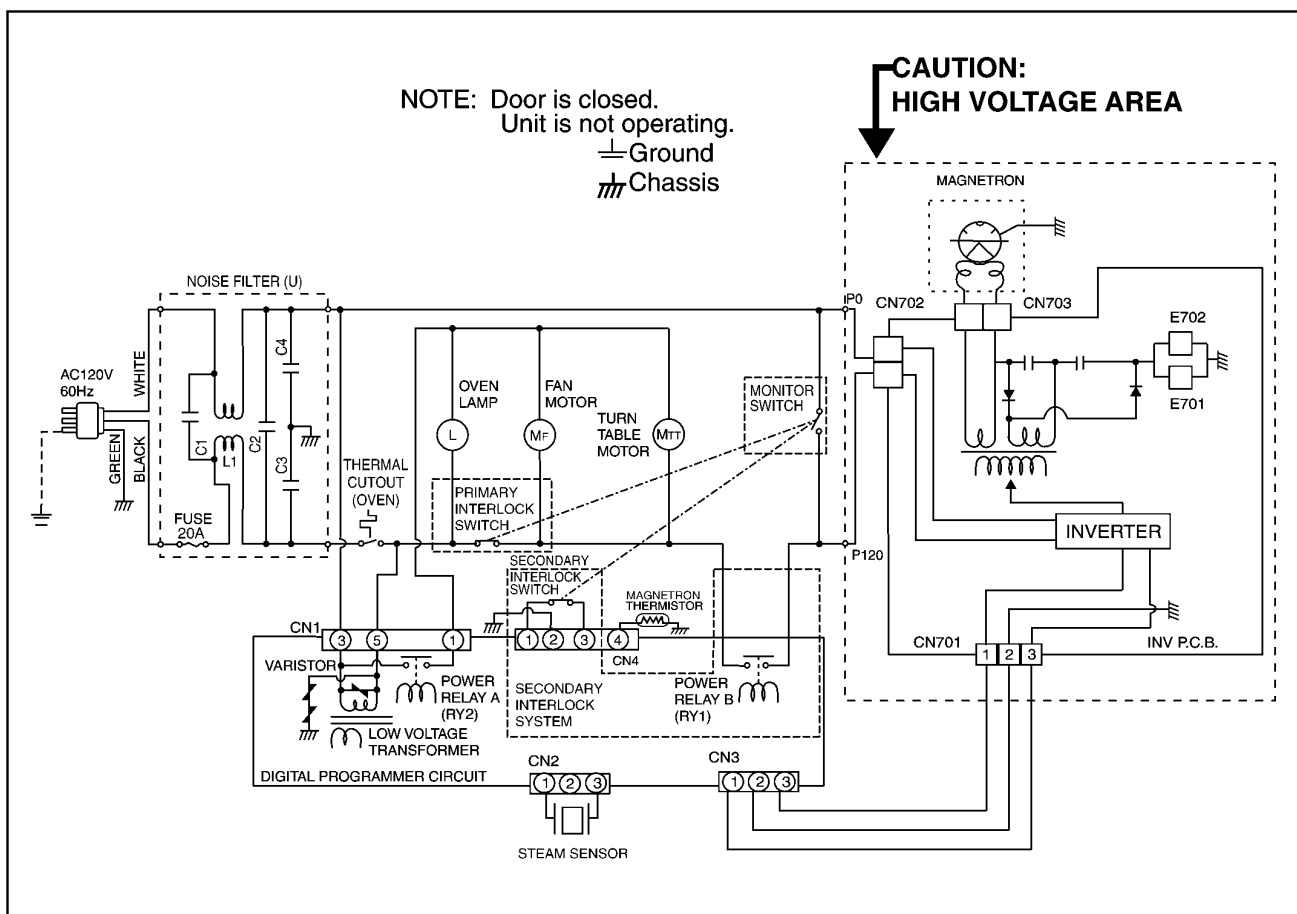 NOTE: Door is closed.
Unit is not operating.
Ground
Chassis
CAUTION:
HIGH VOLTAGE AREA
MAGNETRON
NOISE FILTER (U)
P0
CN702
CN703
E702
E701
AC120V
60Hz
WHITE
GREEN
BLACK
C1
L1
C2
C4
C3
FUSE
20A
THERMAL
CUTOUT
(OVEN)
OVEN
LAMP
L
FAN
MOTOR
MF
TURN
TABLE
MOTOR
MTT
MONITOR
SWITCH
PRIMARY
INTERLOCK
SWITCH
P120
INVERTER
SECONDARY
INTERLOCK
SWITCH
MAGNETRON
THERMISTOR
CN1
3 5 1
1 2 3 4
CN4
CN701
1 2 3
INV P.C.B.
VARISTOR
POWER
RELAY A
(RY2)
SECONDARY
INTERLOCK
SYSTEM
POWER
RELAY B
(RY1)
LOW VOLTAGE
TRANSFORMER
DIGITAL PROGRAMMER CIRCUIT
CN2
1 2 3
CN3
1 2 3
STEAM SENSOR